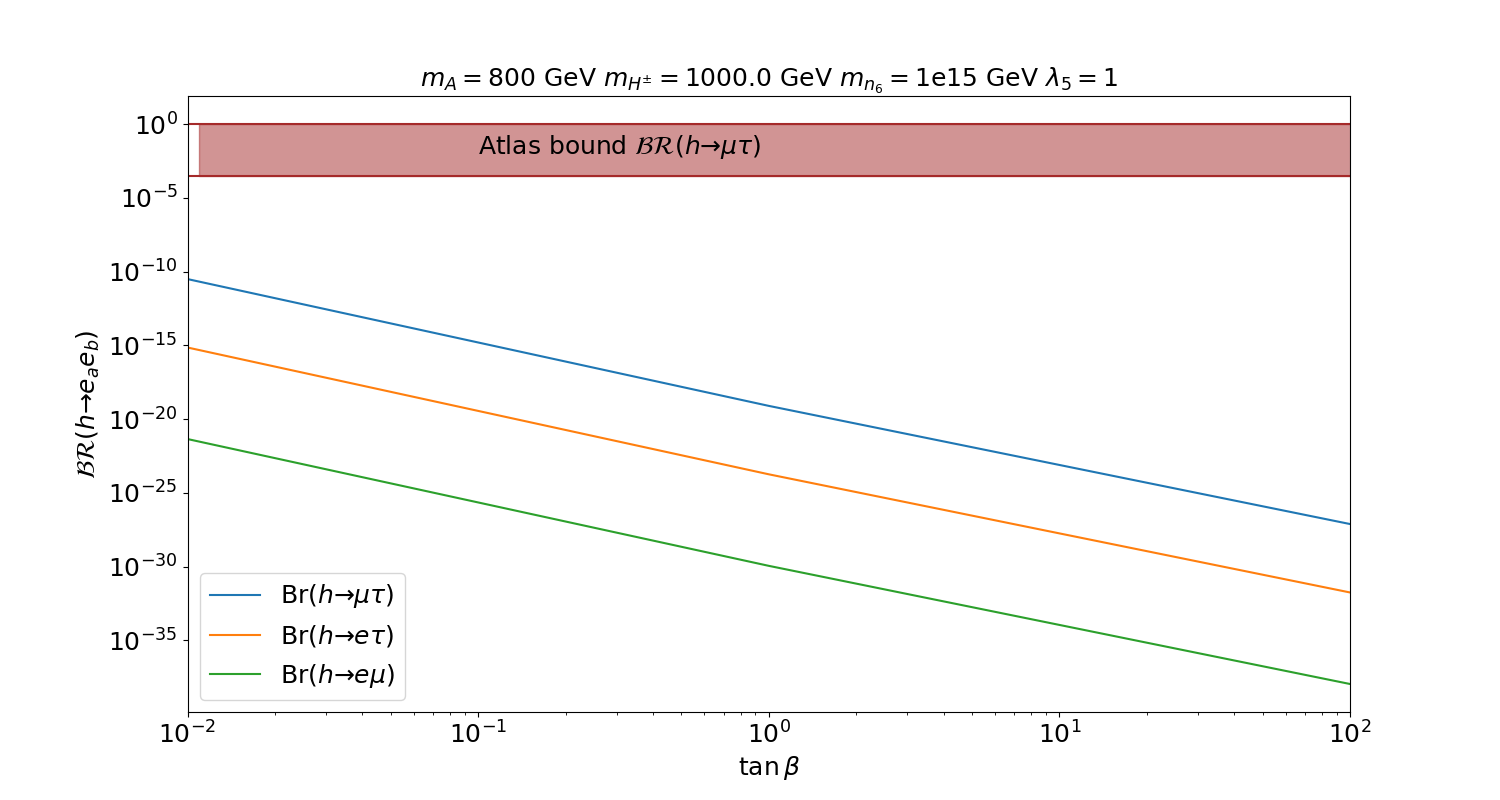 m_A = 800 GeV m_{H^±} = 1000.0 GeV m_{n_6} = 1e15 GeV λ_5 = 1
Atlas bound ℬℛ(h→μτ)
10^0
10^{-5}
10^{-10}
10^{-15}
10^{-20}
10^{-25}
10^{-30}
10^{-35}
ℬℛ(h→e_a e_b)
Br(h→μτ)
Br(h→eτ)
Br(h→eμ)
10^{-2} 10^{-1} 10^0 10^1 10^2
tan β